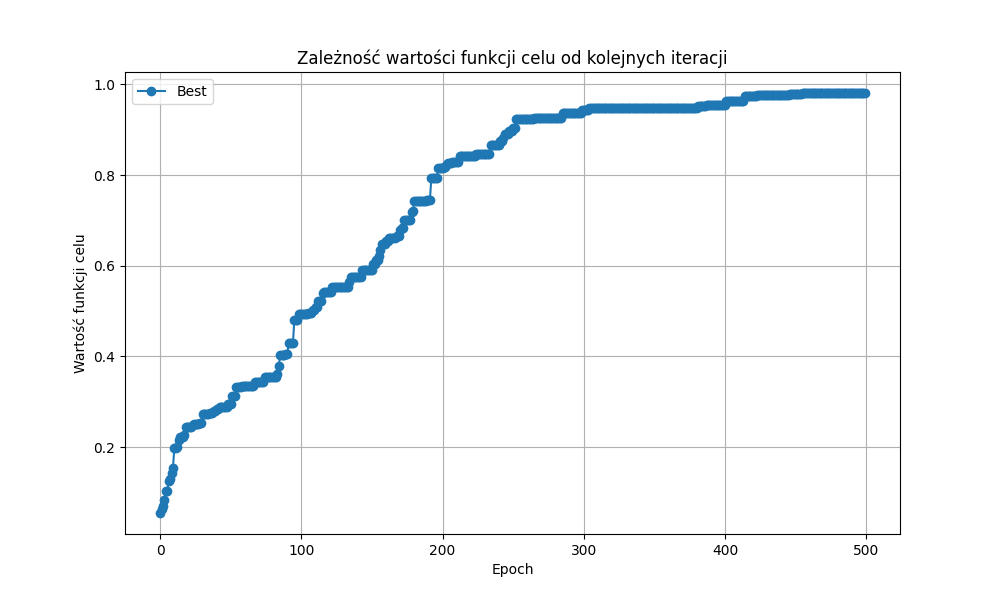 Zależność wartości funkcji celu od kolejnych iteracji
Best
Wartość funkcji celu
1.0
0.8
0.6
0.4
0.2
0 100 200 300 400 500
Epoch